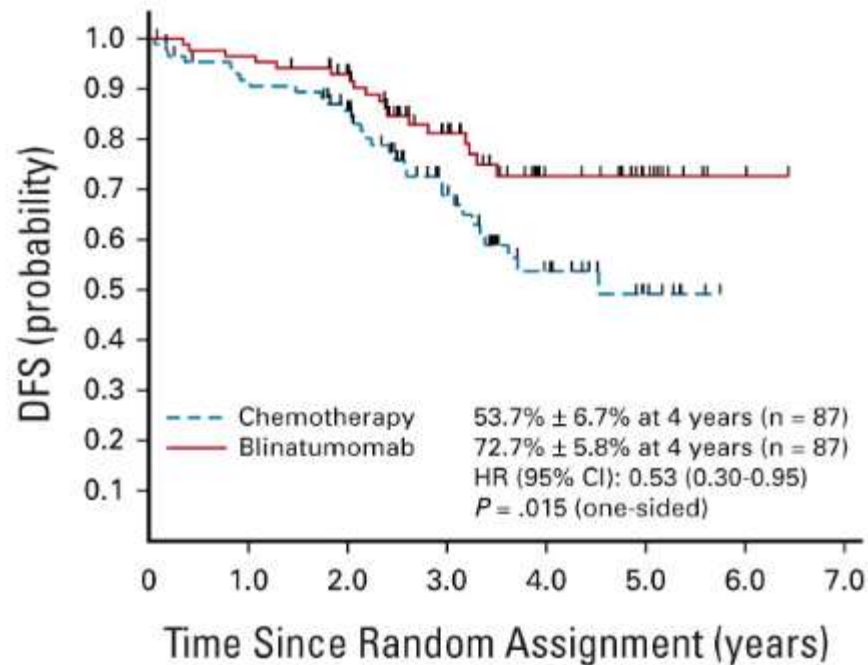 DFS (probability)
1.0
0.9
0.8
0.7
0.6
0.5
0.4
0.3
0.2
0.1
Chemotherapy 53.7% ± 6.7% at 4 years (n = 87)
Blinatumomab 72.7% ± 5.8% at 4 years (n = 87)
HR (95% CI): 0.53 (0.30-0.95)
P = .015 (one-sided)
0 1.0 2.0 3.0 4.0 5.0 6.0 7.0
Time Since Random Assignment (years)